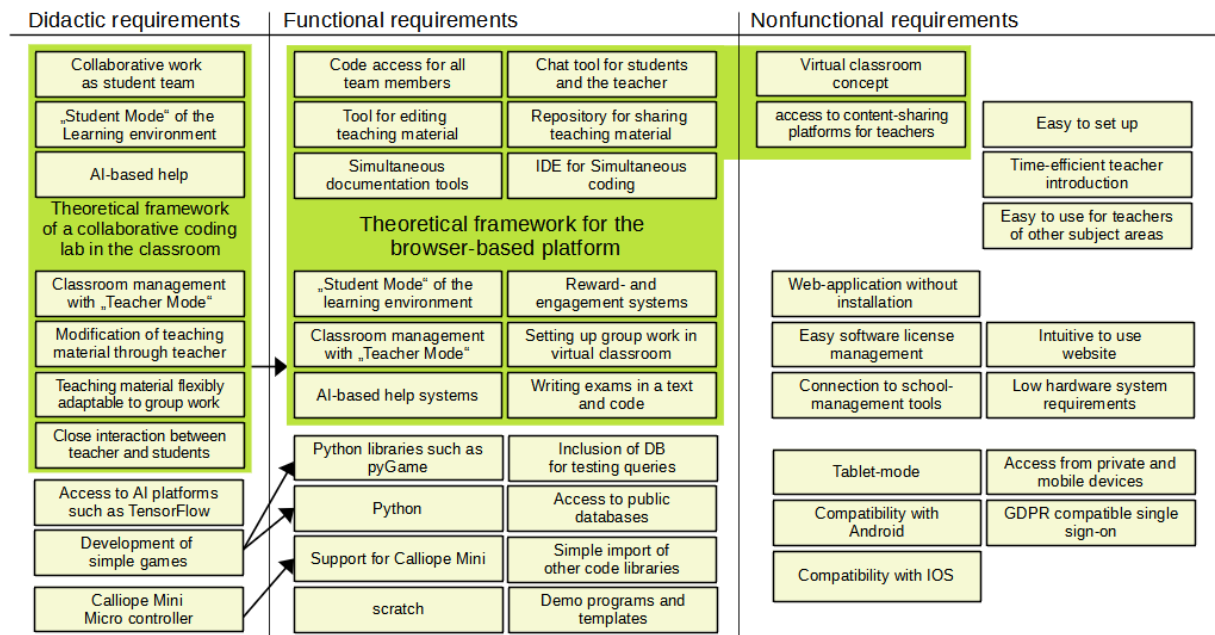 Didactic requirements
Functional requirements
Nonfunctional requirements
Collaborative work
as student team
„Student Mode“ of the
Learning environment
AI-based help
Theoretical framework
of a collaborative coding
lab in the classroom
Classroom management
with „Teacher Mode“
Modification of teaching
material through teacher
Teaching material flexibly
adaptable to group work
Close interaction between
teacher and students
Access to AI platforms
such as TensorFlow
Development of
simple games
Calliope Mini
Micro controller
Code access for all
team members
Chat tool for students
and the teacher
Tool for editing
teaching material
Repository for sharing
teaching material
Simultaneous
documentation tools
IDE for Simultaneous
coding
Theoretical framework for the
browser-based platform
„Student Mode“ of the
learning environment
Reward- and
engagement systems
Classroom management
with „Teacher Mode“
Setting up group work in
virtual classroom
AI-based help systems
Writing exams in a text
and code
Python libraries such as
pyGame
Inclusion of DB
for testing queries
Python
Access to public
databases
Support for Calliope Mini
Simple import of
other code libraries
scratch
Demo programs and
templates
Virtual classroom
concept
access to content-sharing
platforms for teachers
Easy to set up
Time-efficient teacher
introduction
Easy to use for teachers
of other subject areas
Web-application without
installation
Easy software license
management
Intuitive to use
website
Connection to school-
management tools
Low hardware system
requirements
Tablet-mode
Access from private and
mobile devices
Compatibility with
Android
GDPR compatible single
sign-on
Compatibility with IOS